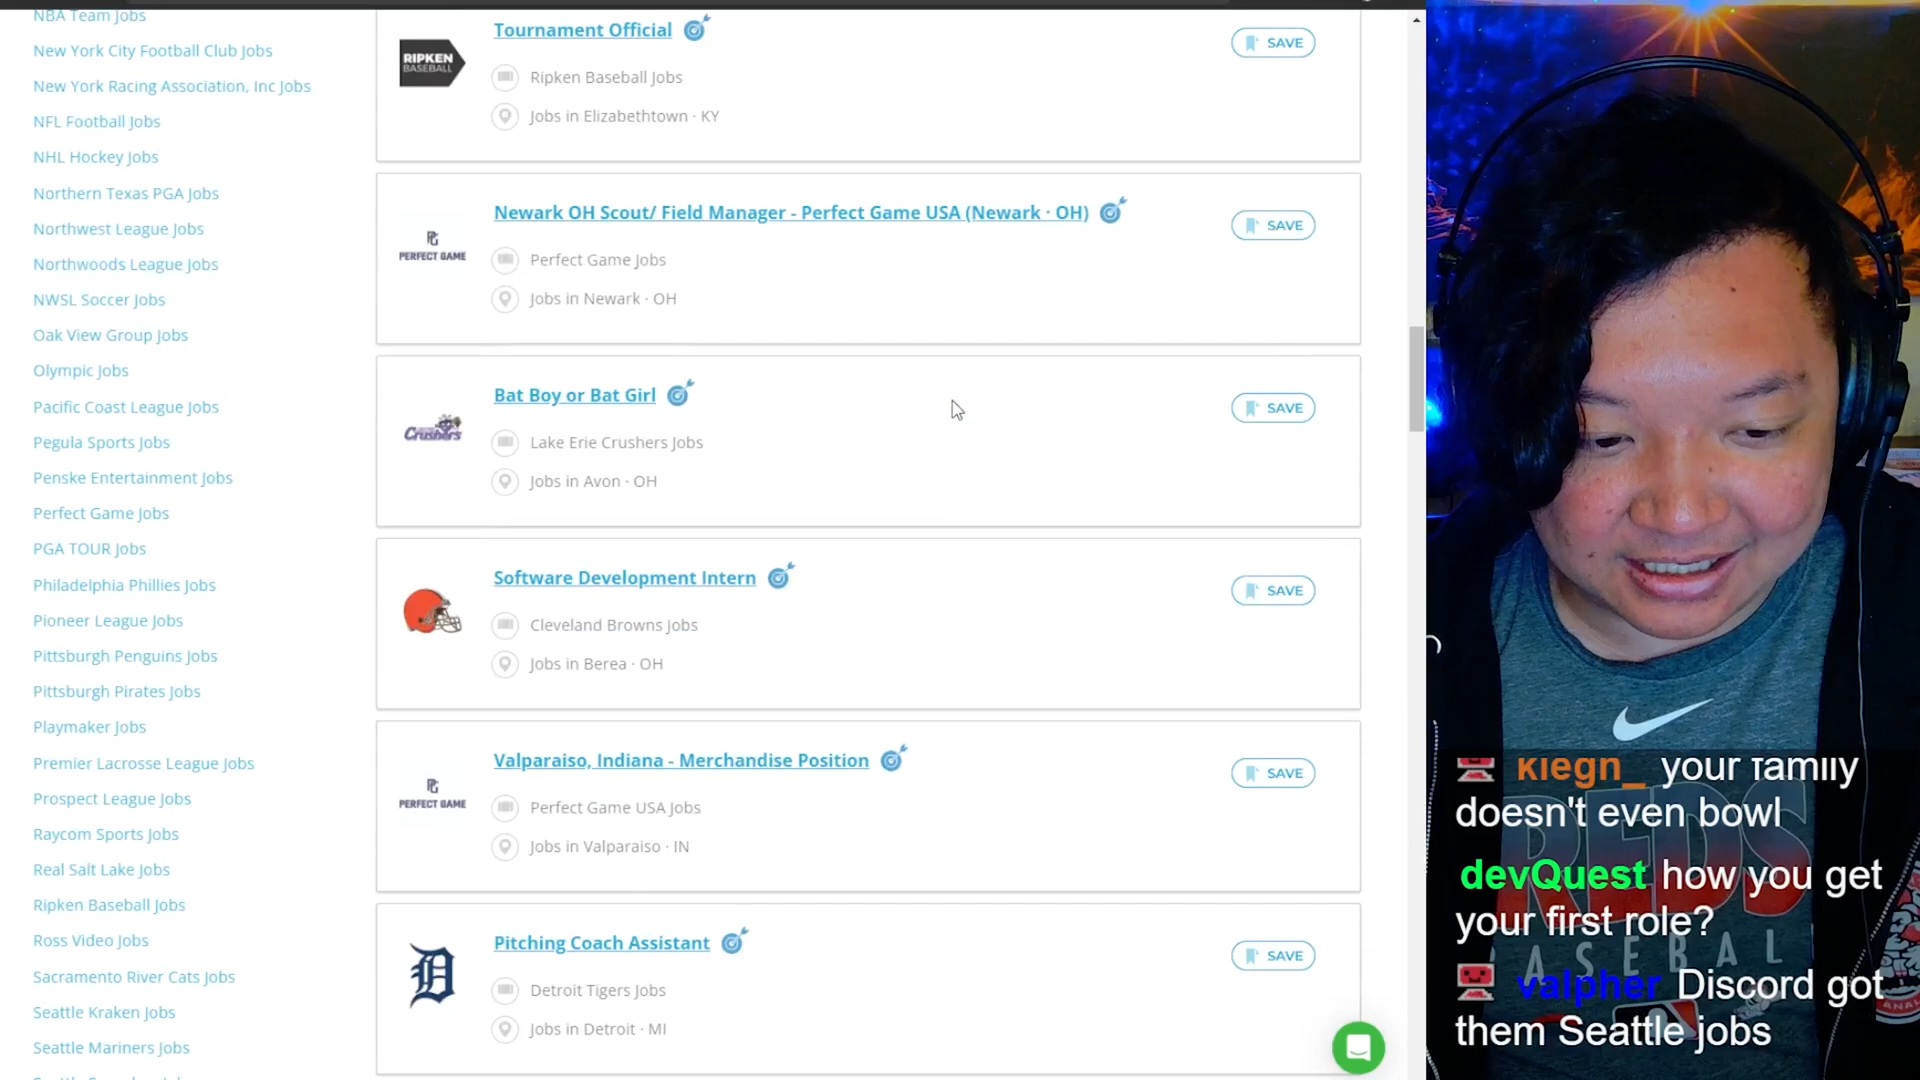 NBA Team Jobs
New York City Football Club Jobs
New York Racing Association, Inc Jobs
NFL Football Jobs
NHL Hockey Jobs
Northern Texas PGA Jobs
Northwest League Jobs
Northwoods League Jobs
NWSL Soccer Jobs
Oak View Group Jobs
Olympic Jobs
Pacific Coast League Jobs
Pegula Sports Jobs
Penske Entertainment Jobs
Perfect Game Jobs
PGA TOUR Jobs
Philadelphia Phillies Jobs
Pioneer League Jobs
Pittsburgh Penguins Jobs
Pittsburgh Pirates Jobs
Playmaker Jobs
Premier Lacrosse League Jobs
Prospect League Jobs
Raycom Sports Jobs
Real Salt Lake Jobs
Ripken Baseball Jobs
Ross Video Jobs
Sacramento River Cats Jobs
Seattle Kraken Jobs
Seattle Mariners Jobs
Tournament Official
SAVE
RIPKEN
BASEBALL
Ripken Baseball Jobs
Jobs in Elizabethtown · KY
Newark OH Scout/ Field Manager - Perfect Game USA (Newark · OH)
SAVE
PG
PERFECT GAME
Perfect Game Jobs
Jobs in Newark · OH
Bat Boy or Bat Girl
SAVE
Crushers
Lake Erie Crushers Jobs
Jobs in Avon · OH
Software Development Intern
SAVE
Cleveland Browns Jobs
Jobs in Berea · OH
Valparaiso, Indiana - Merchandise Position
SAVE
PG
PERFECT GAME
Perfect Game USA Jobs
Jobs in Valparaiso · IN
Pitching Coach Assistant
SAVE
D
Detroit Tigers Jobs
Jobs in Detroit · MI
kiegn_ your family
doesn't even bowl
devQuest how you get
your first role?
valpher Discord got
them Seattle jobs
REDS
BASEBAL